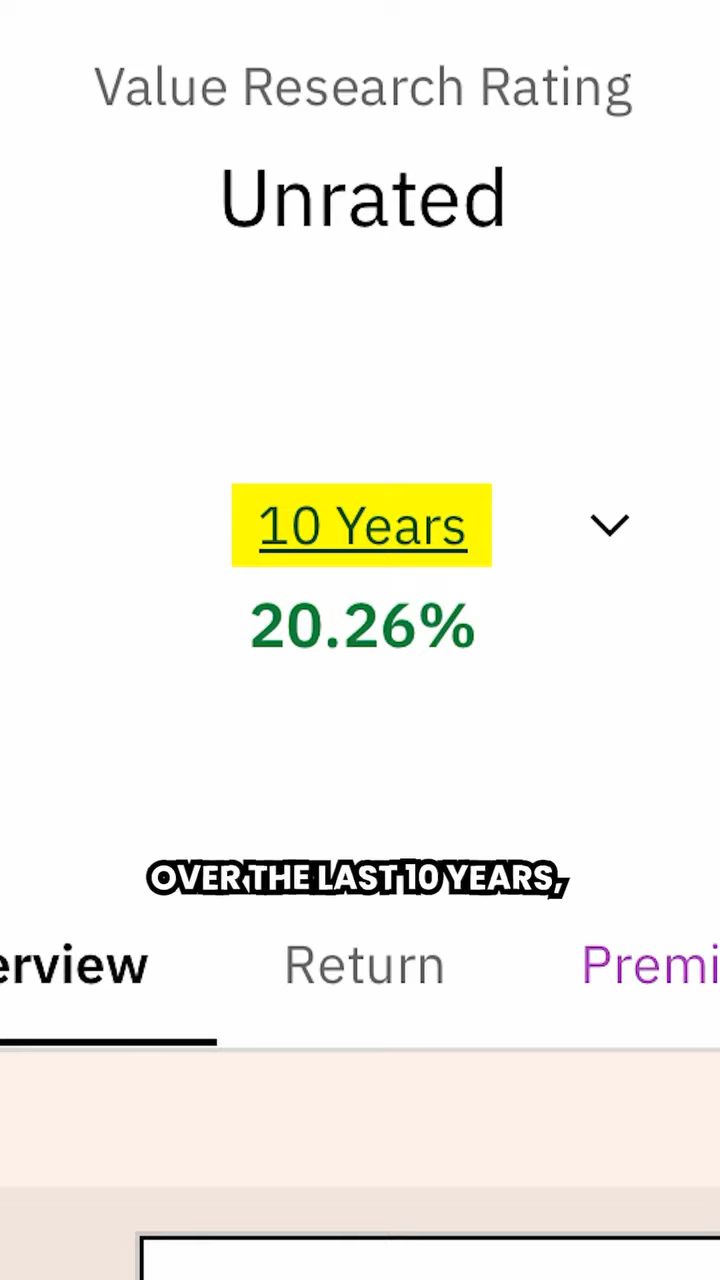 Value Research Rating
Unrated
10 Years
20.26%
OVER THE LAST 10 YEARS,
erview
Return
Premi